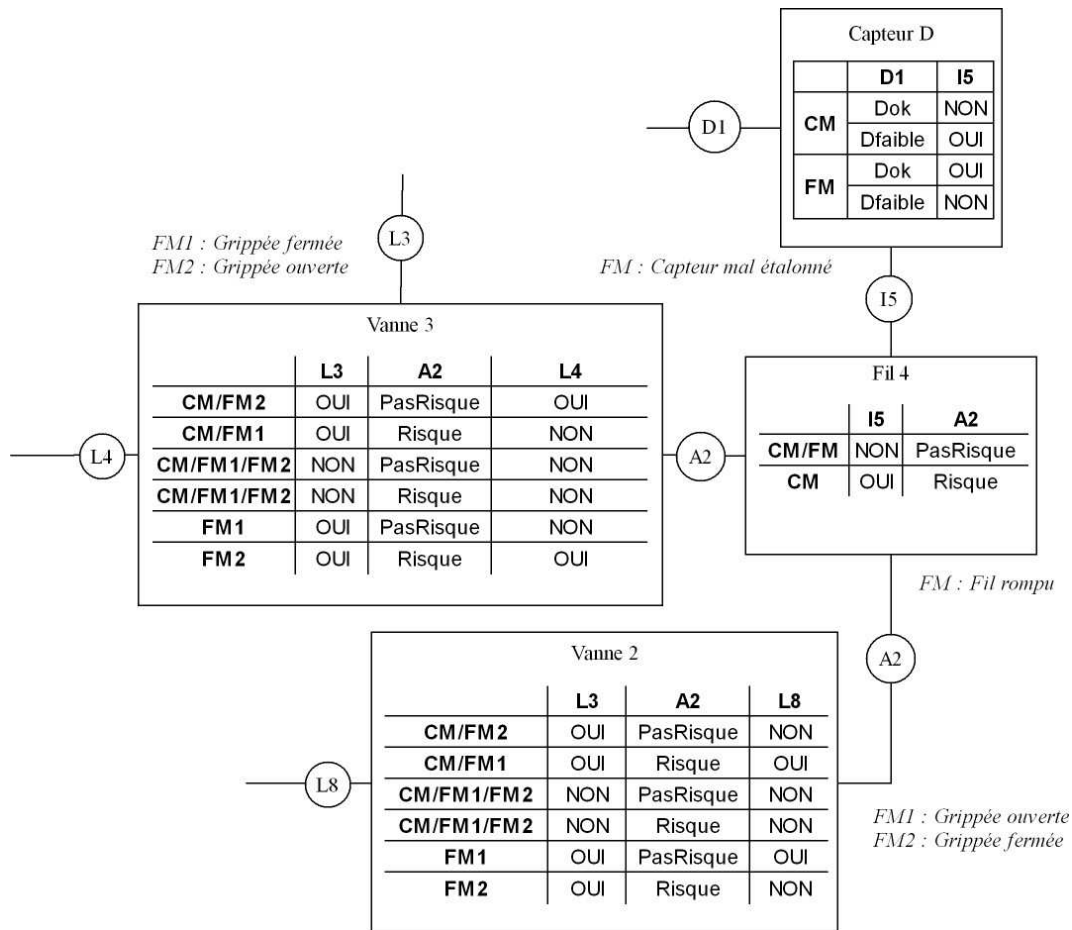 Capteur D
D1 I5
CM Dok NON
Dfaible OUI
FM Dok OUI
Dfaible NON
D1
L3
FM1 : Grippée fermée
FM2 : Grippée ouverte
FM : Capteur mal étalonné
I5
Vanne 3
L3 A2 L4
CM/FM2 OUI PasRisque OUI
CM/FM1 OUI Risque NON
CM/FM1/FM2 NON PasRisque NON
CM/FM1/FM2 NON Risque NON
FM1 OUI PasRisque NON
FM2 OUI Risque OUI
L4
A2
Fil 4
I5 A2
CM/FM NON PasRisque
CM OUI Risque
FM : Fil rompu
A2
Vanne 2
L3 A2 L8
CM/FM2 OUI PasRisque NON
CM/FM1 OUI Risque OUI
CM/FM1/FM2 NON PasRisque NON
CM/FM1/FM2 NON Risque NON
FM1 OUI PasRisque OUI
FM2 OUI Risque NON
L8
FM1 : Grippée ouverte
FM2 : Grippée fermée